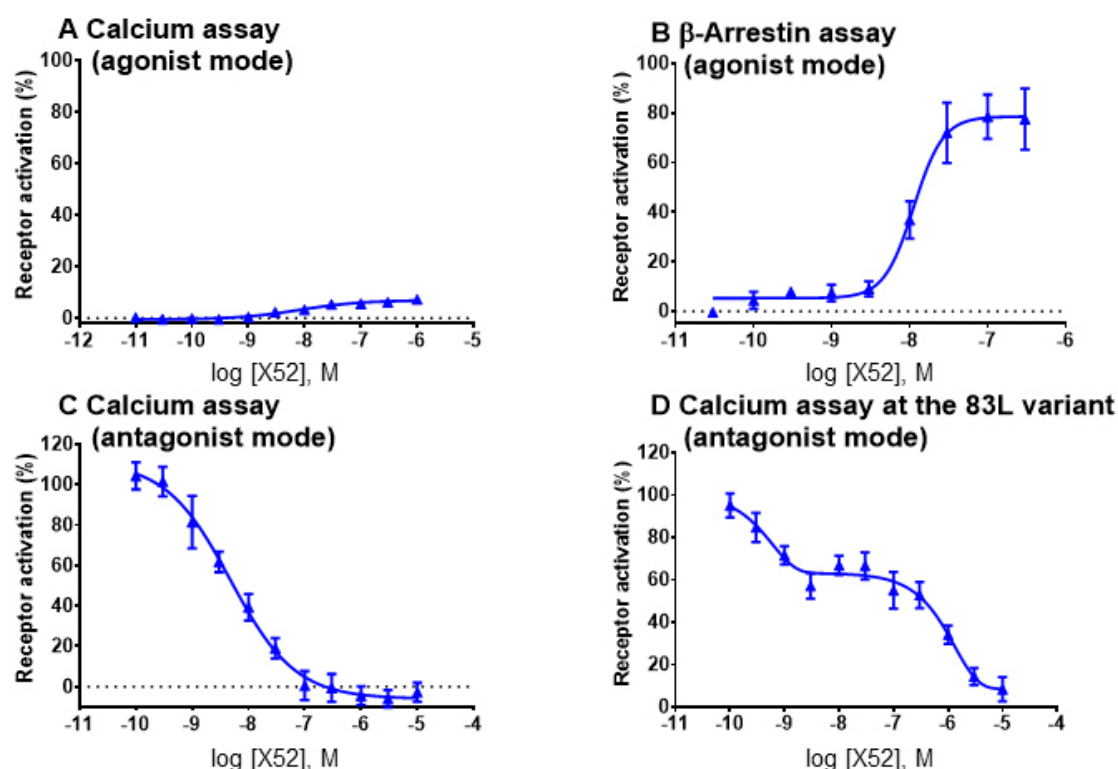 A Calcium assay
(agonist mode)
Receptor activation (%)
100
80
60
40
20
0
-12 -11 -10 -9 -8 -7 -6 -5
log [X52], M
B β-Arrestin assay
(agonist mode)
Receptor activation (%)
100
80
60
40
20
0
-11 -10 -9 -8 -7 -6
log [X52], M
C Calcium assay
(antagonist mode)
Receptor activation (%)
120
100
80
60
40
20
0
-11 -10 -9 -8 -7 -6 -5 -4
log [X52], M
D Calcium assay at the 83L variant
(antagonist mode)
Receptor activation (%)
120
100
80
60
40
20
0
-11 -10 -9 -8 -7 -6 -5 -4
log [X52], M